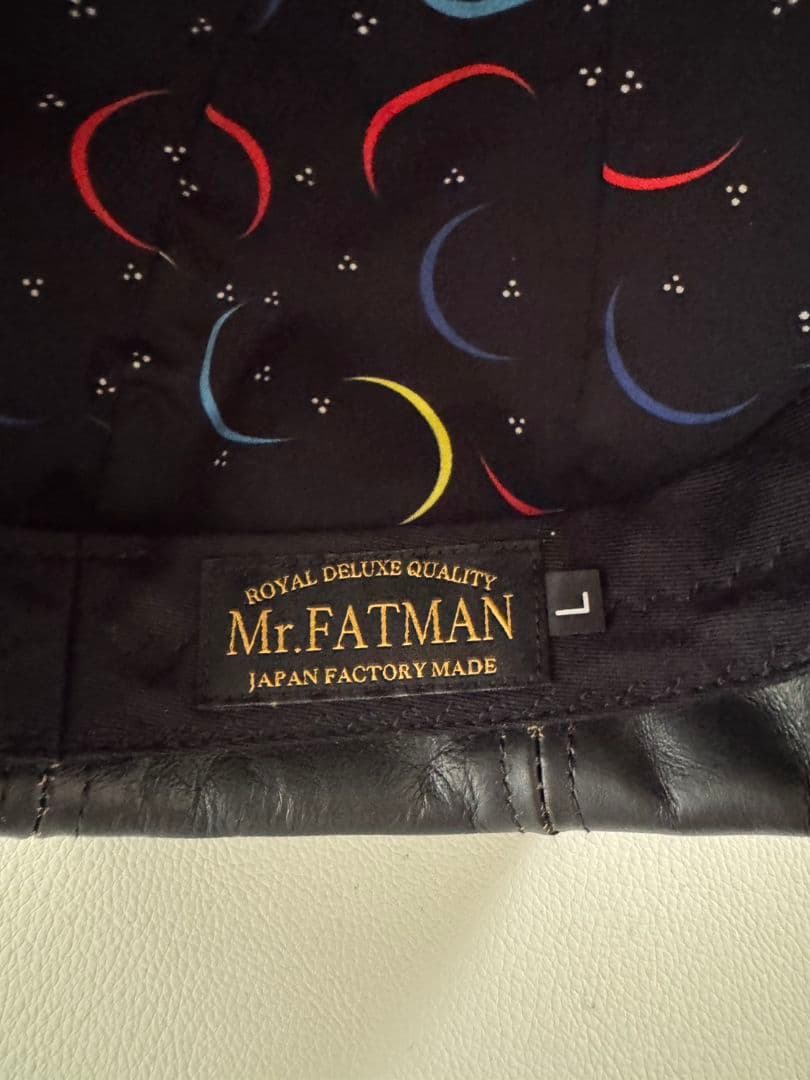 ROYAL DELUXE QUALITY
Mr.FATMAN
JAPAN FACTORY MADE
L